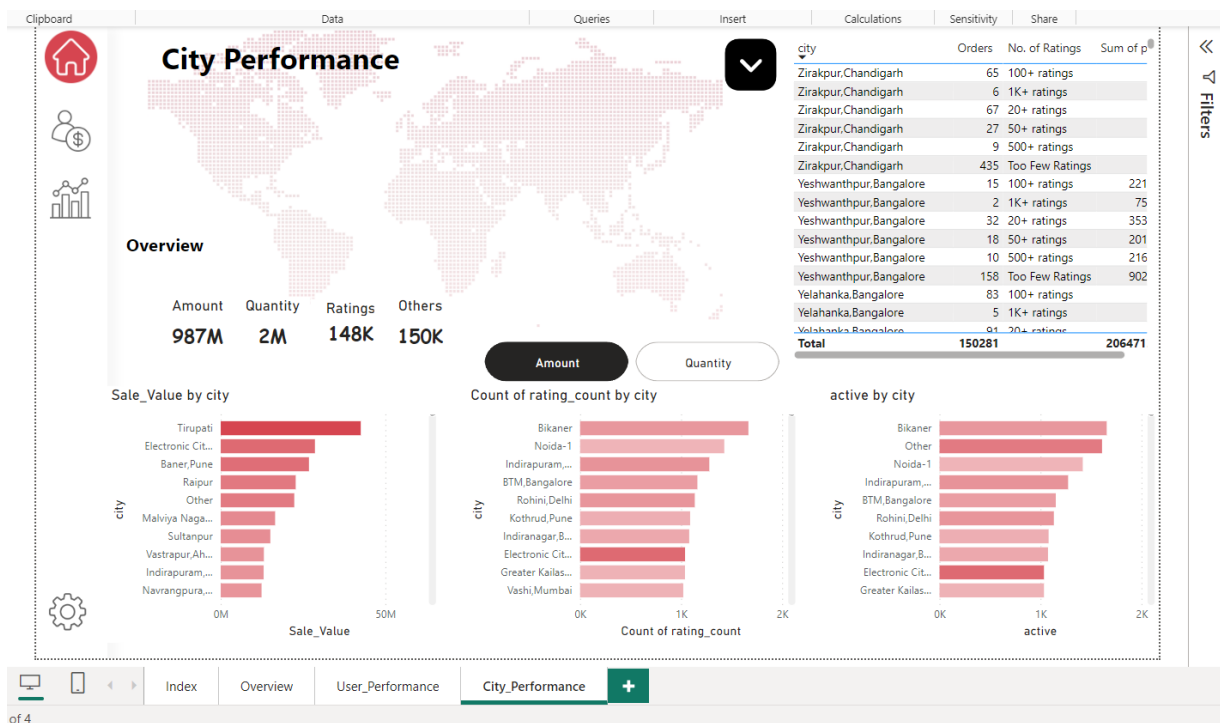 Clipboard Data Queries Insert Calculations Sensitivity Share
City Performance
city Orders No. of Ratings Sum of p
Zirakpur,Chandigarh 65 100+ ratings
Zirakpur,Chandigarh 6 1K+ ratings
Zirakpur,Chandigarh 67 20+ ratings
Zirakpur,Chandigarh 27 50+ ratings
Zirakpur,Chandigarh 9 500+ ratings
Zirakpur,Chandigarh 435 Too Few Ratings
Yeshwanthpur,Bangalore 15 100+ ratings 221
Yeshwanthpur,Bangalore 2 1K+ ratings 75
Yeshwanthpur,Bangalore 32 20+ ratings 353
Yeshwanthpur,Bangalore 18 50+ ratings 201
Yeshwanthpur,Bangalore 10 500+ ratings 216
Yeshwanthpur,Bangalore 158 Too Few Ratings 902
Yelahanka,Bangalore 83 100+ ratings
Yelahanka,Bangalore 5 1K+ ratings
Yelahanka,Bangalore 91 20+ ratings
Total 150281 206471
Filters
Overview
Amount Quantity Ratings Others
987M 2M 148K 150K
Amount Quantity
Sale_Value by city
Tirupati
Electronic Cit...
Baner,Pune
Raipur
Other
Malviya Naga...
Sultanpur
Vastrapur,Ah...
Indirapuram,...
Navrangpura,...
city
0M 50M
Sale_Value
Count of rating_count by city
Bikaner
Noida-1
Indirapuram,...
BTM,Bangalore
Rohini,Delhi
Kothrud,Pune
Indiranagar,B...
Electronic Cit...
Greater Kailas...
Vashi,Mumbai
city
0K 1K 2K
Count of rating_count
active by city
Bikaner
Other
Noida-1
Indirapuram,...
BTM,Bangalore
Rohini,Delhi
Kothrud,Pune
Indiranagar,B...
Electronic Cit...
Greater Kailas...
city
0K 1K 2K
active
Index Overview User_Performance City_Performance +
of 4